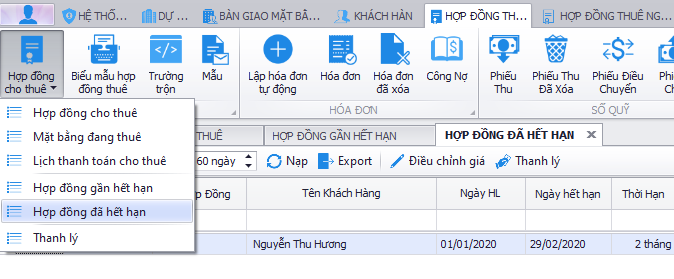 HỆ THỐ...
DỰ ...
BÀN GIAO MẶT BẰ...
KHÁCH HÀN
HỢP ĐỒNG TH...
HỢP ĐỒNG THUÊ NG...
Hợp đồng
cho thuê
Biểu mẫu hợp
đồng thuê
Trường
trộn
Mẫu
Lập hóa đơn
tự động
Hóa đơn
Hóa đơn
đã xóa
Công Nợ
Phiếu
Thu
Phiếu Thu
Đã Xóa
Phiếu Điều
Chuyển
Phiếu
Chi
HÓA ĐƠN
SỔ QUỸ
Hợp đồng cho thuê
Mặt bằng đang thuê
Lịch thanh toán cho thuê
Hợp đồng gần hết hạn
Hợp đồng đã hết hạn
Thanh lý
THUÊ
HỢP ĐỒNG GẦN HẾT HẠN
HỢP ĐỒNG ĐÃ HẾT HẠN
60 ngày
Nạp
Export
Điều chỉnh giá
Thanh lý
Đồng
Tên Khách Hàng
Ngày HL
Ngày hết hạn
Thời Hạn
Nguyễn Thu Hương
01/01/2020
29/02/2020
2 tháng